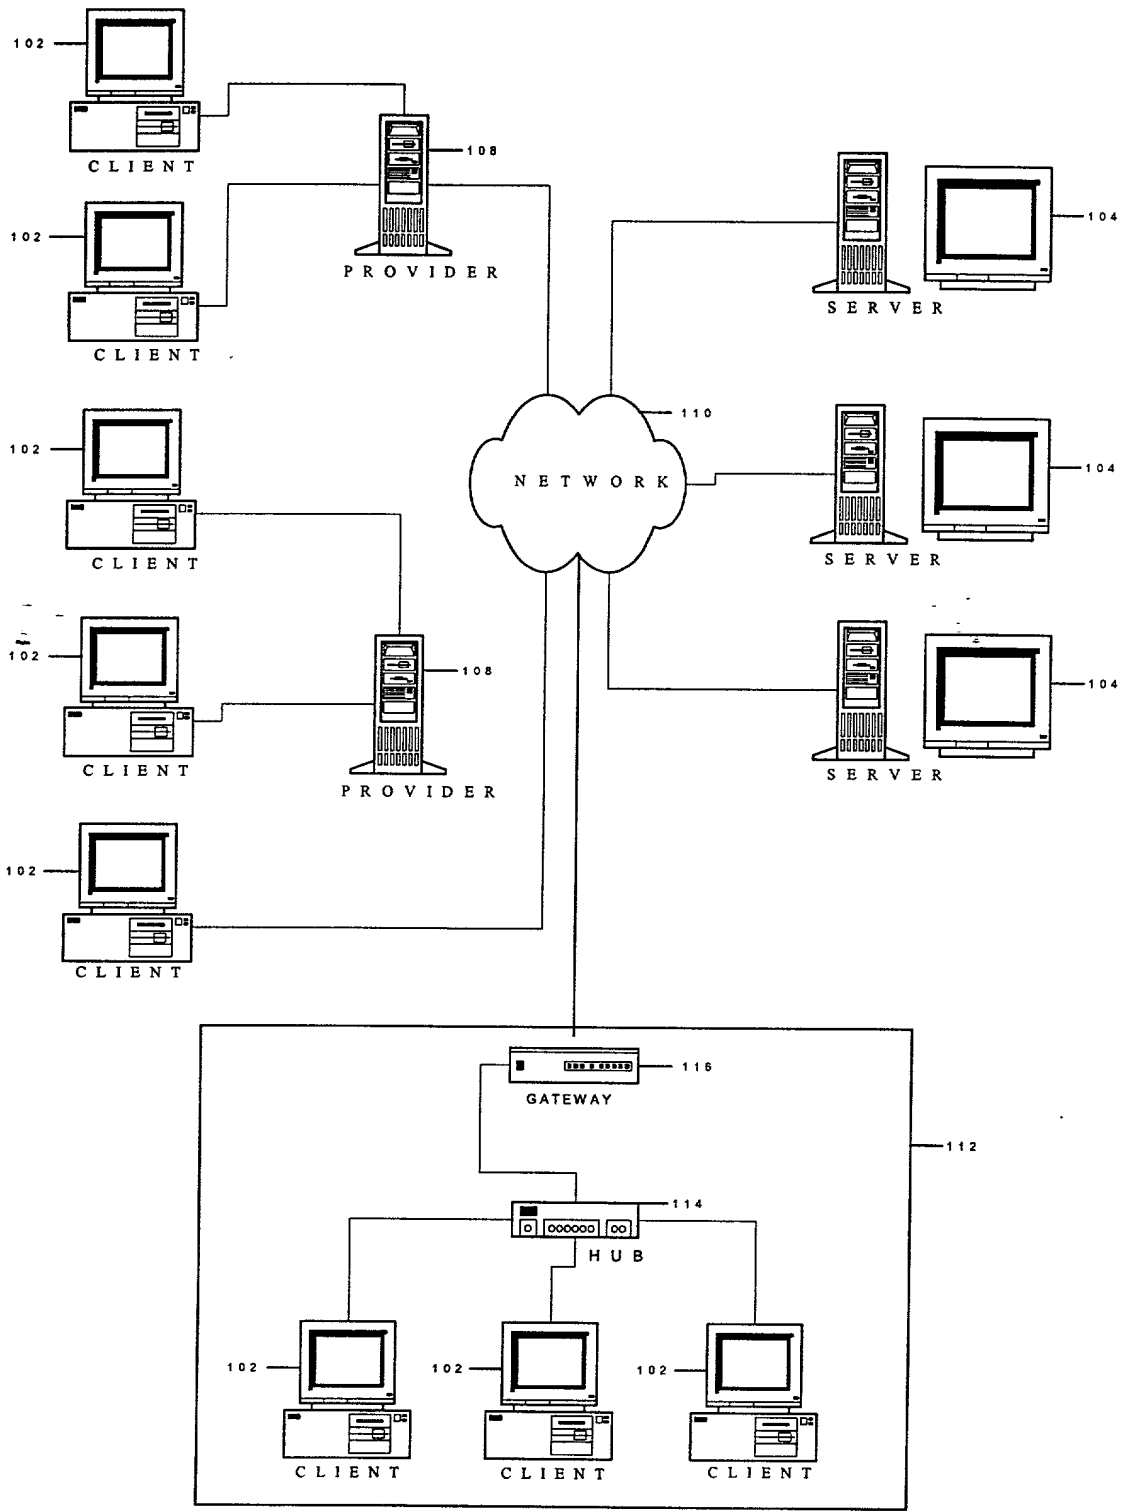 102
CLIENT
108
PROVIDER
102
CLIENT
104
SERVER
110
NETWORK
102
CLIENT
104
SERVER
102
CLIENT
108
PROVIDER
104
SERVER
102
CLIENT
116
GATEWAY
112
114
HUB
102
102
102
CLIENT
CLIENT
CLIENT